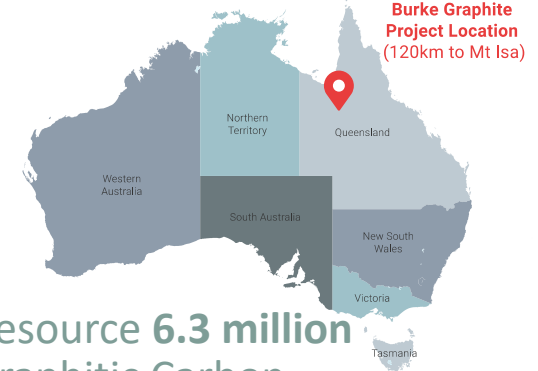 Burke Graphite
Project Location
(120km to Mt Isa)
Northern
Territory
Queensland
Western
Australia
South Australia
New South
Wales
Victoria
esource 6.3 million
Tasmania